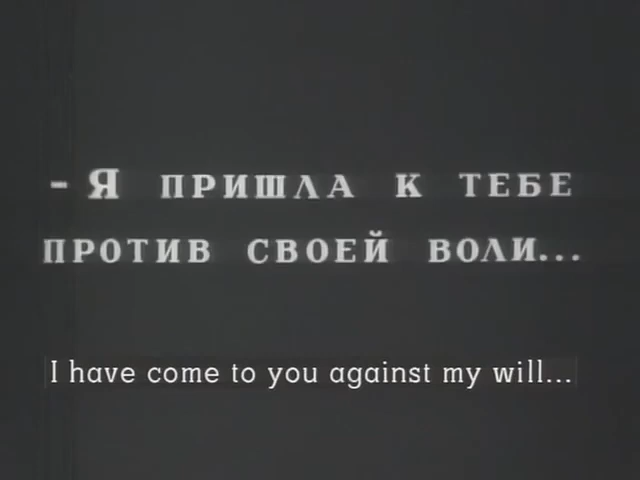 - Я ПРИШЛА К ТЕБЕ
ПРОТИВ СВОЕЙ ВОЛИ...
I have come to you against my will...